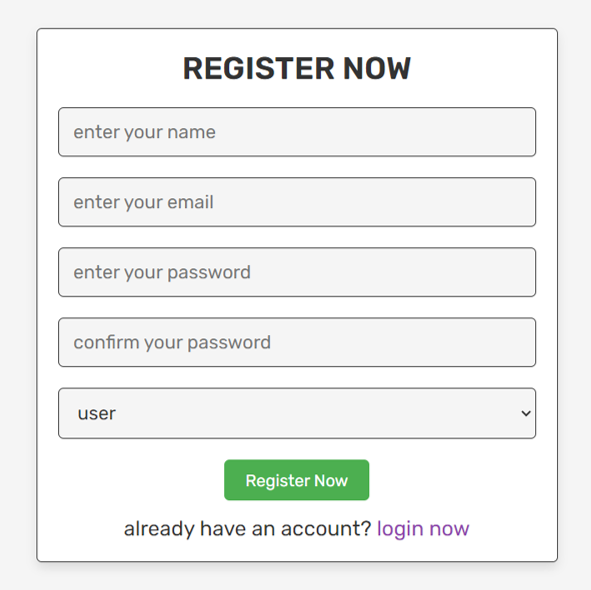 REGISTER NOW
enter your name
enter your email
enter your password
confirm your password
user
Register Now
already have an account? login now